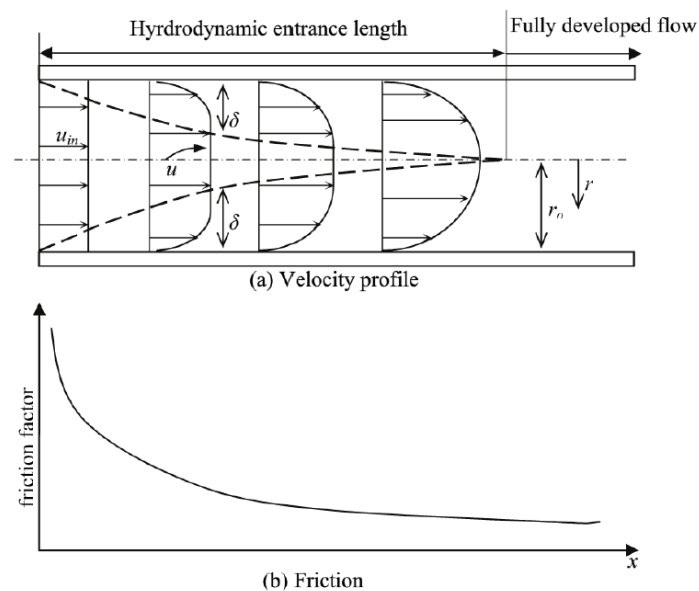 Hyrdrodynamic entrance length
Fully developed flow
δ
u_in
u
r
δ
r_o
(a) Velocity profile
friction factor
x
(b) Friction